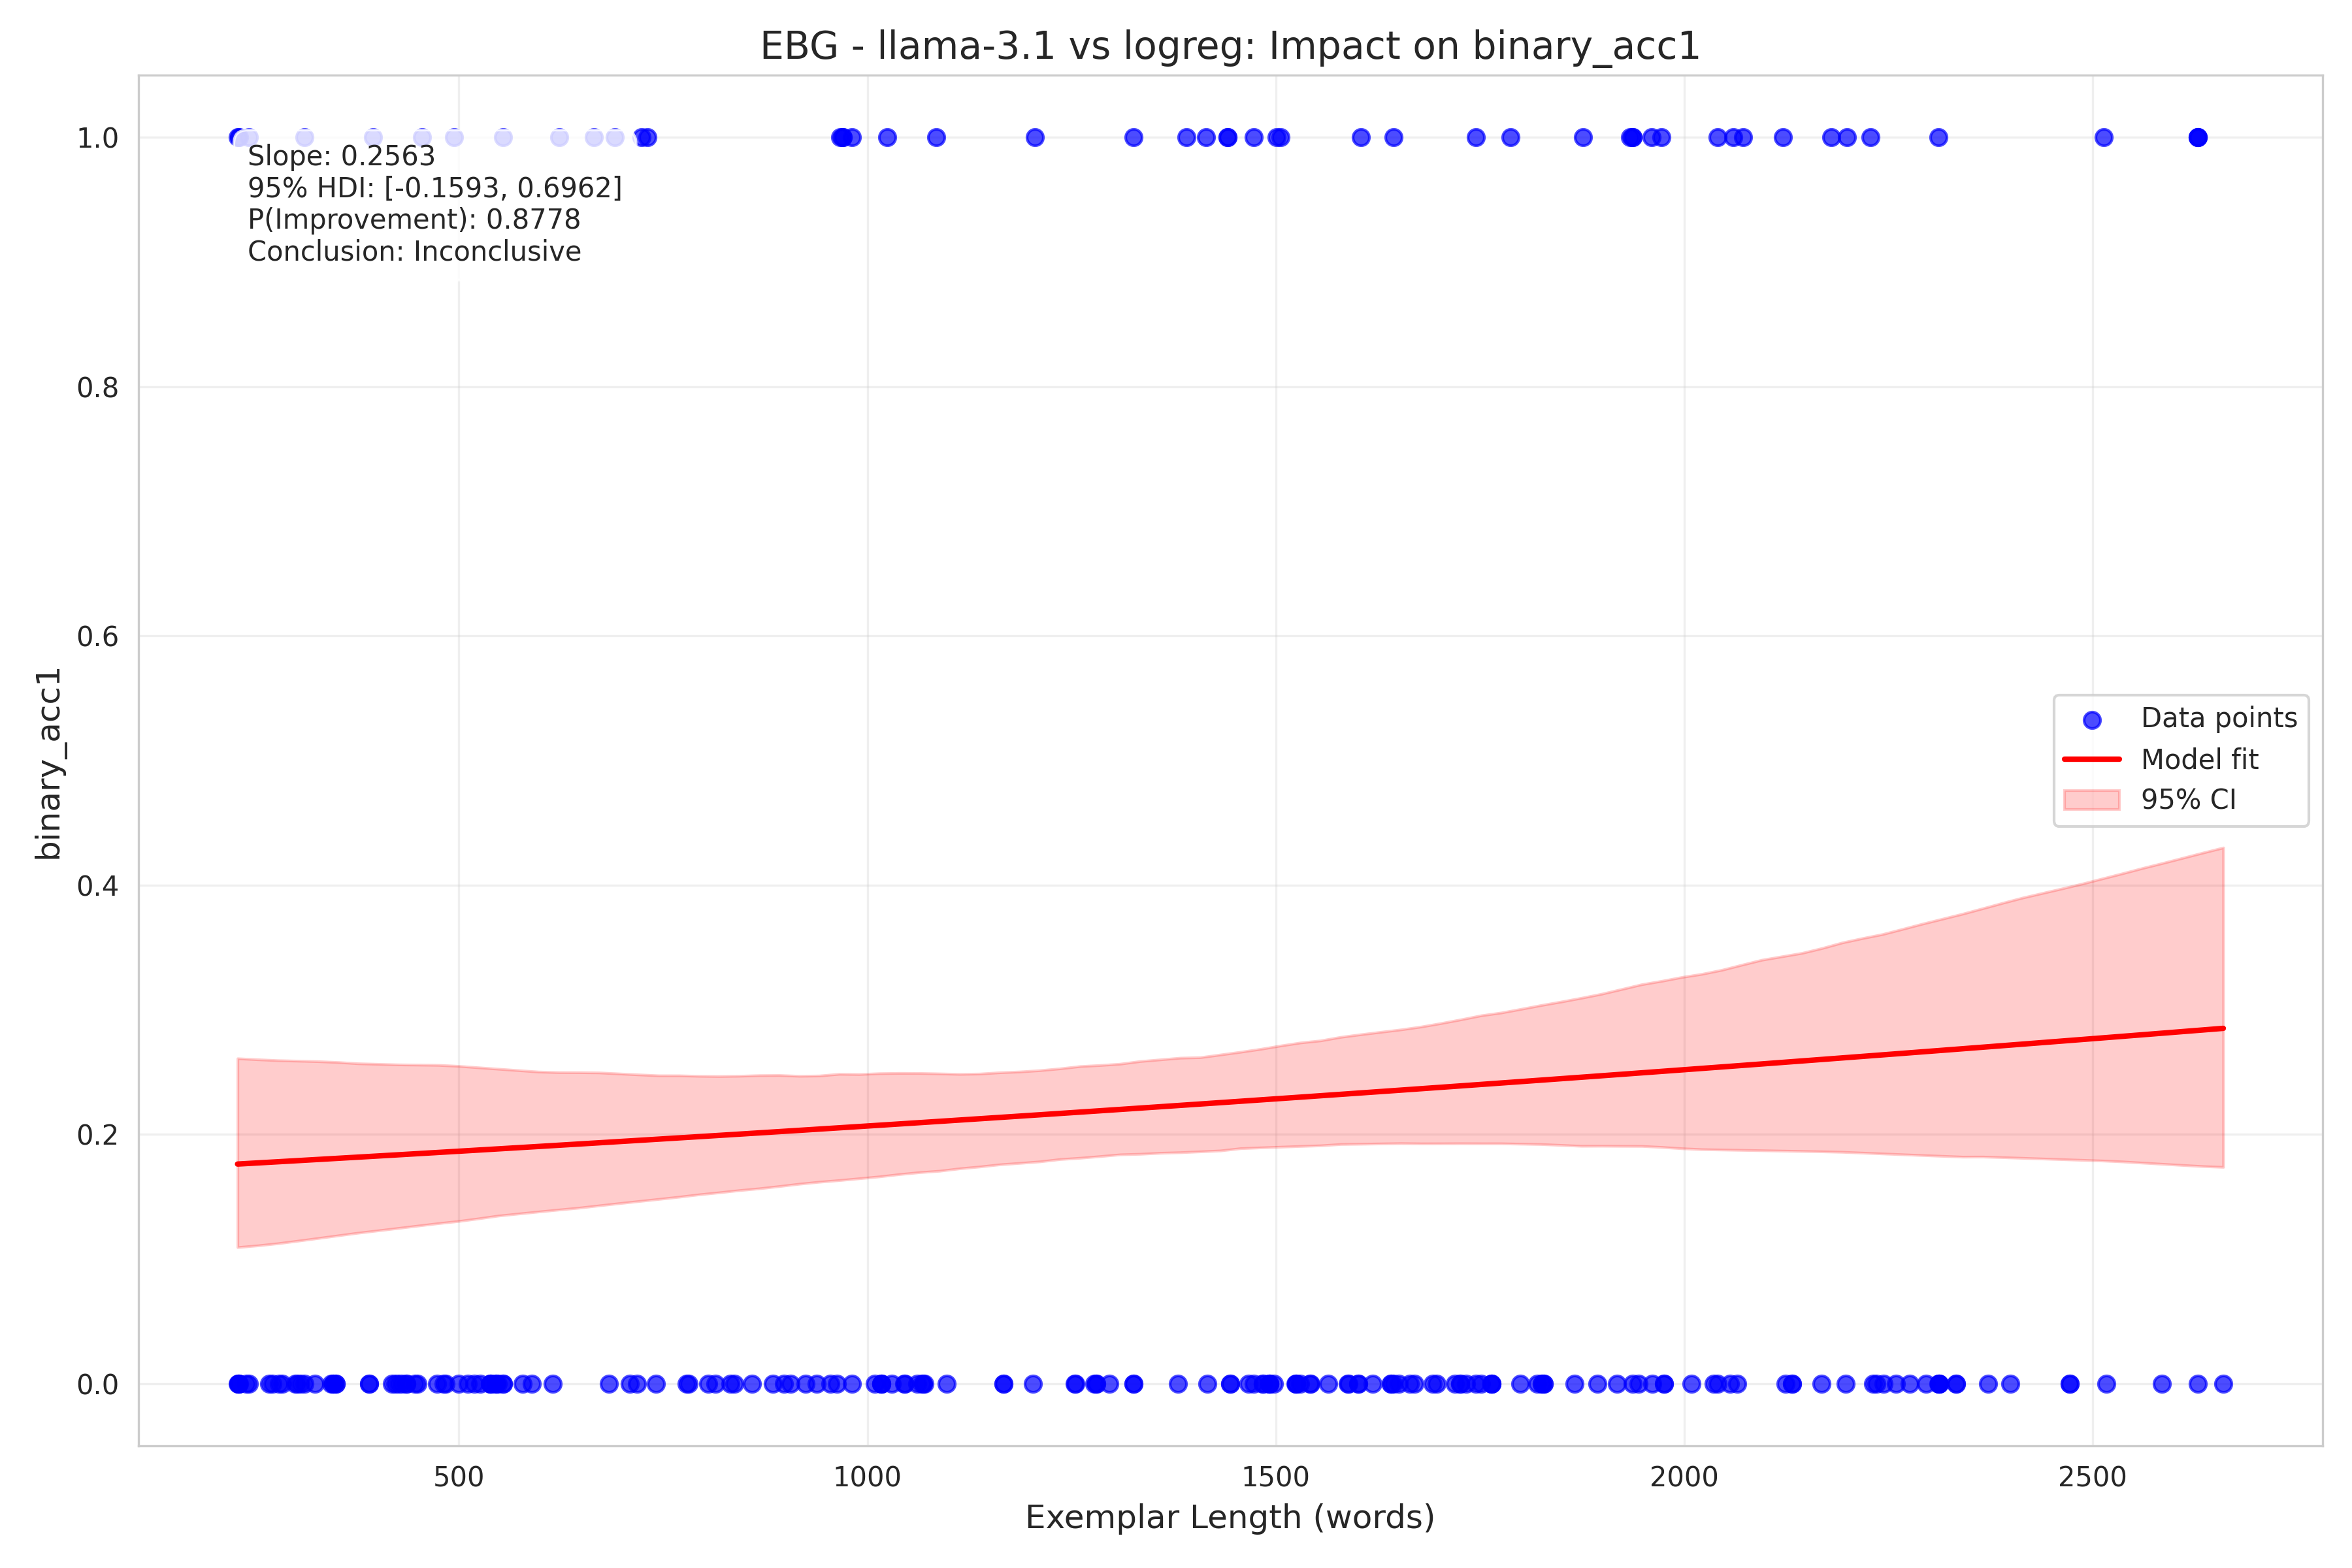 EBG - llama-3.1 vs logreg: Impact on binary_acc1
1.0
0.8
0.6
0.4
0.2
0.0
binary_acc1
Slope: 0.2563
95% HDI: [-0.1593, 0.6962]
P(Improvement): 0.8778
Conclusion: Inconclusive
Data points
Model fit
95% CI
500
1000
1500
2000
2500
Exemplar Length (words)